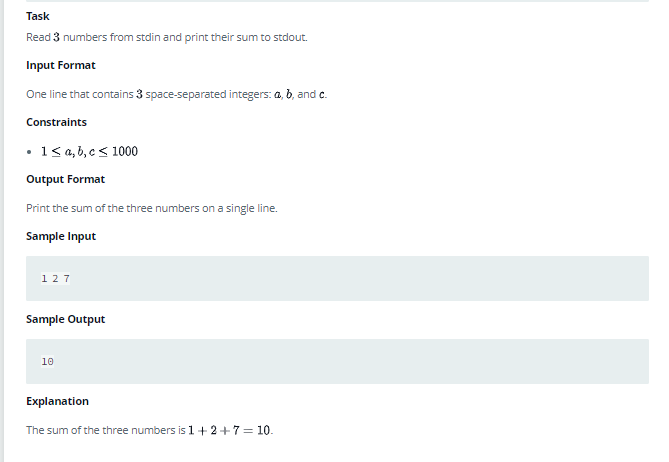 Task
Read 3 numbers from stdin and print their sum to stdout.
Input Format
One line that contains 3 space-separated integers: a, b, and c.
Constraints
• 1 ≤ a, b, c ≤ 1000
Output Format
Print the sum of the three numbers on a single line.
Sample Input
1 2 7
Sample Output
10
Explanation
The sum of the three numbers is 1 + 2 + 7 = 10.